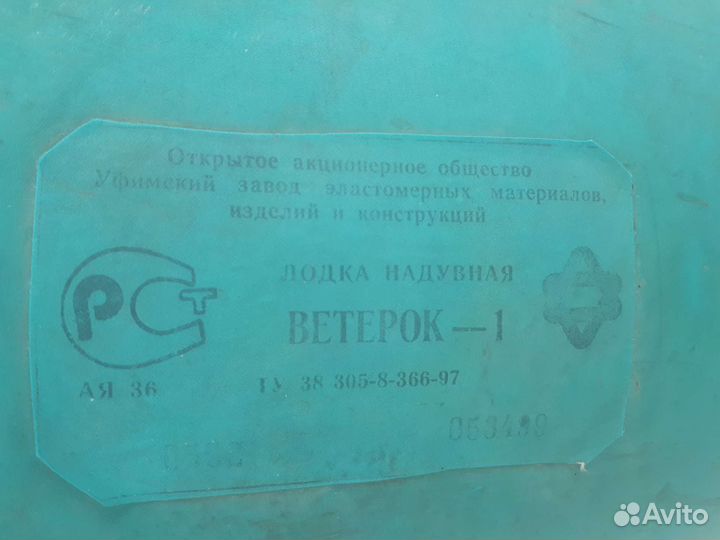 Открытое акционерное общество
Уфимский завод эластомерных материалов,
изделий и конструкций
РСТ
ЛОДКА НАДУВНАЯ
ВЕТЕРОК — 1
АЯ 36
ТУ 38 305-8-366-97
053499
Avito